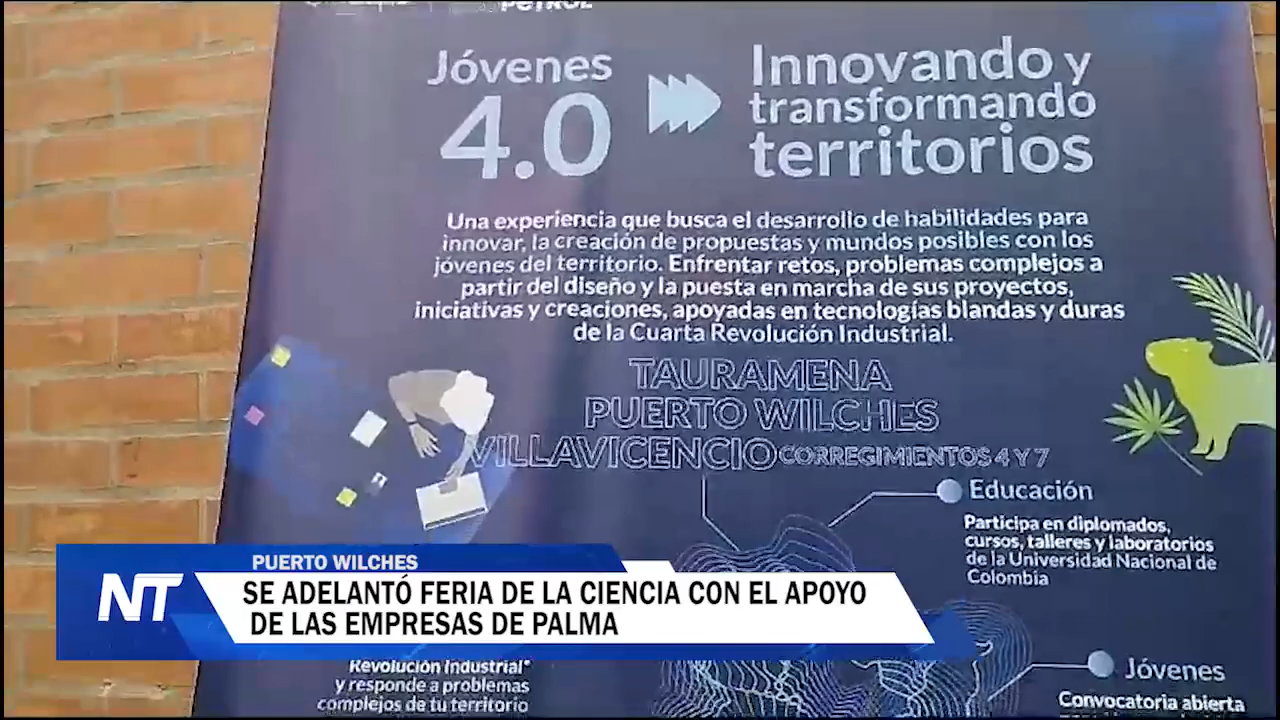 Jóvenes
4.0
Innovando y
transformando
territorios
Una experiencia que busca el desarrollo de habilidades para
innovar, la creación de propuestas y mundos posibles con los
jóvenes del territorio. Enfrentar retos, problemas complejos a
partir del diseño y la puesta en marcha de sus proyectos,
iniciativas y creaciones, apoyadas en tecnologías blandas y duras
de la Cuarta Revolución Industrial.
TAURAMENA
PUERTO WILCHES
VILLAVICENCIO CORREGIMIENTOS 4 Y 7
Educación
Participa en diplomados,
cursos, talleres y laboratorios
de la Universidad Nacional de
Colombia
PUERTO WILCHES
NT
SE ADELANTÓ FERIA DE LA CIENCIA CON EL APOYO
DE LAS EMPRESAS DE PALMA
Revolución Industrial"
y responde a problemas
complejos de tu territorio
Jóvenes
Convocatoria abierta